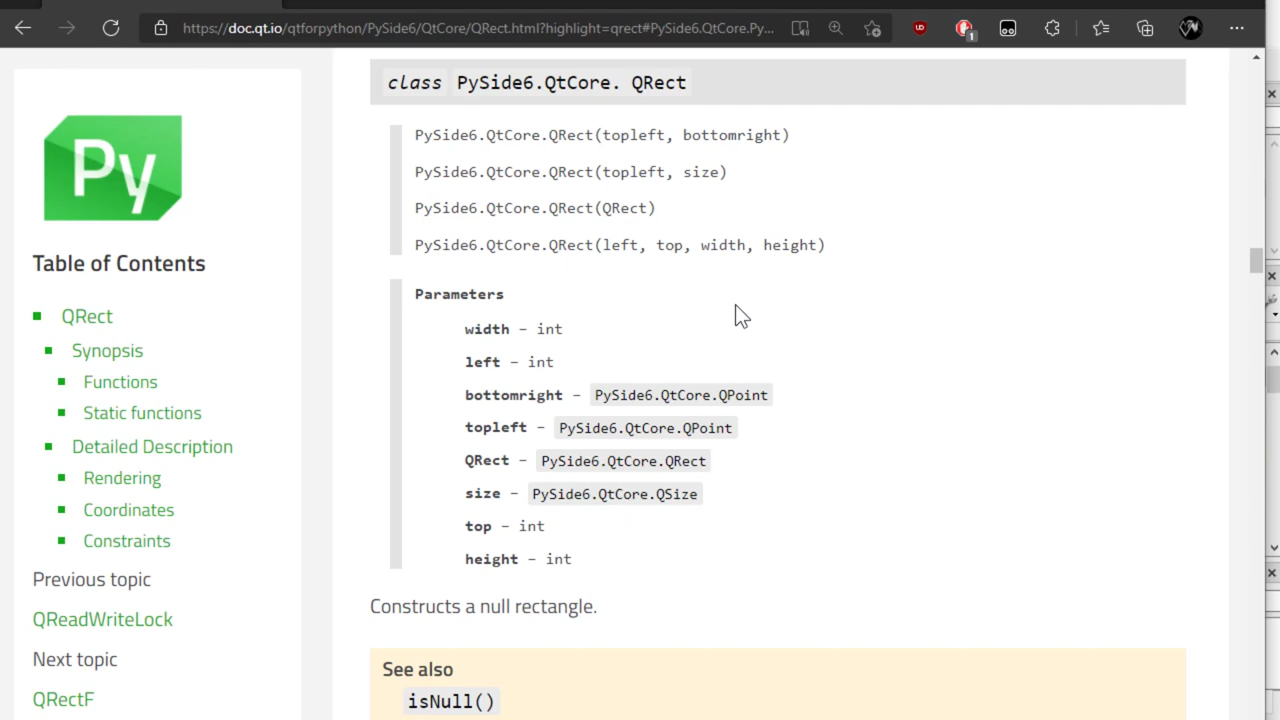 https://doc.qt.io/qtforpython/PySide6/QtCore/QRect.html?highlight=qrect#PySide6.QtCore.Py...
1
Py
Table of Contents
QRect
Synopsis
Functions
Static functions
Detailed Description
Rendering
Coordinates
Constraints
Previous topic
QReadWriteLock
Next topic
QRectF
class PySide6.QtCore. QRect
PySide6.QtCore.QRect(topleft, bottomright)
PySide6.QtCore.QRect(topleft, size)
PySide6.QtCore.QRect(QRect)
PySide6.QtCore.QRect(left, top, width, height)
Parameters
width – int
left – int
bottomright – PySide6.QtCore.QPoint
topleft – PySide6.QtCore.QPoint
QRect – PySide6.QtCore.QRect
size – PySide6.QtCore.QSize
top – int
height – int
Constructs a null rectangle.
See also
isNull()